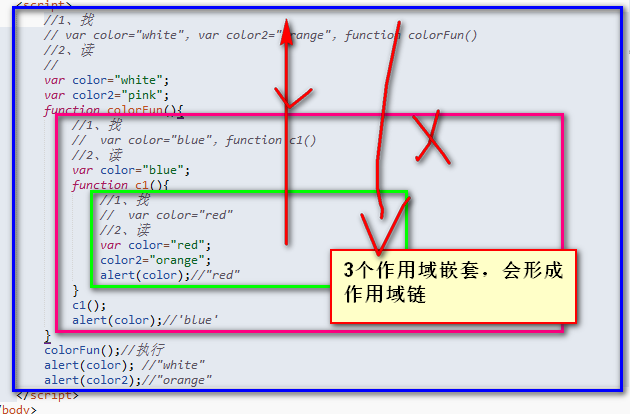 <script>
//1、找
// var color="white", var color2="orange", function colorFun()
//2、读
//
var color="white";
var color2="pink";
function colorFun(){
//1、找
// var color="blue", function c1()
//2、读
var color="blue";
function c1(){
//1、找
// var color="red"
//2、读
var color="red";
color2="orange";
alert(color);//"red"
}
c1();
alert(color);//'blue'
}
colorFun();//执行
alert(color); //"white"
alert(color2);//"orange"
</script>
/body>
3个作用域嵌套，会形成
作用域链